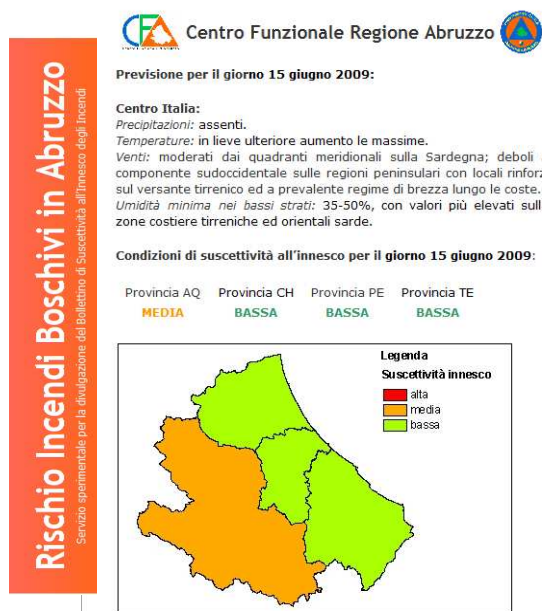 Rischio Incendi Boschivi in Abruzzo
Servizio sperimentale per la divulgazione del Bollettino di Suscettività all'Innesco degli Incendi
CFA Centro Funzionale Regione Abruzzo
Previsione per il giorno 15 giugno 2009:
Centro Italia:
Precipitazioni: assenti.
Temperature: in lieve ulteriore aumento le massime.
Venti: moderati dai quadranti meridionali sulla Sardegna; deboli
componente sudoccidentale sulle regioni peninsulari con locali rinforz
sul versante tirrenico ed a prevalente regime di brezza lungo le coste.
Umidità minima nei bassi strati: 35-50%, con valori più elevati sull
zone costiere tirreniche ed orientali sarde.
Condizioni di suscettività all'innesco per il giorno 15 giugno 2009:
Provincia AQ Provincia CH Provincia PE Provincia TE
MEDIA BASSA BASSA BASSA
Legenda
Suscettività innesco
alta
media
bassa